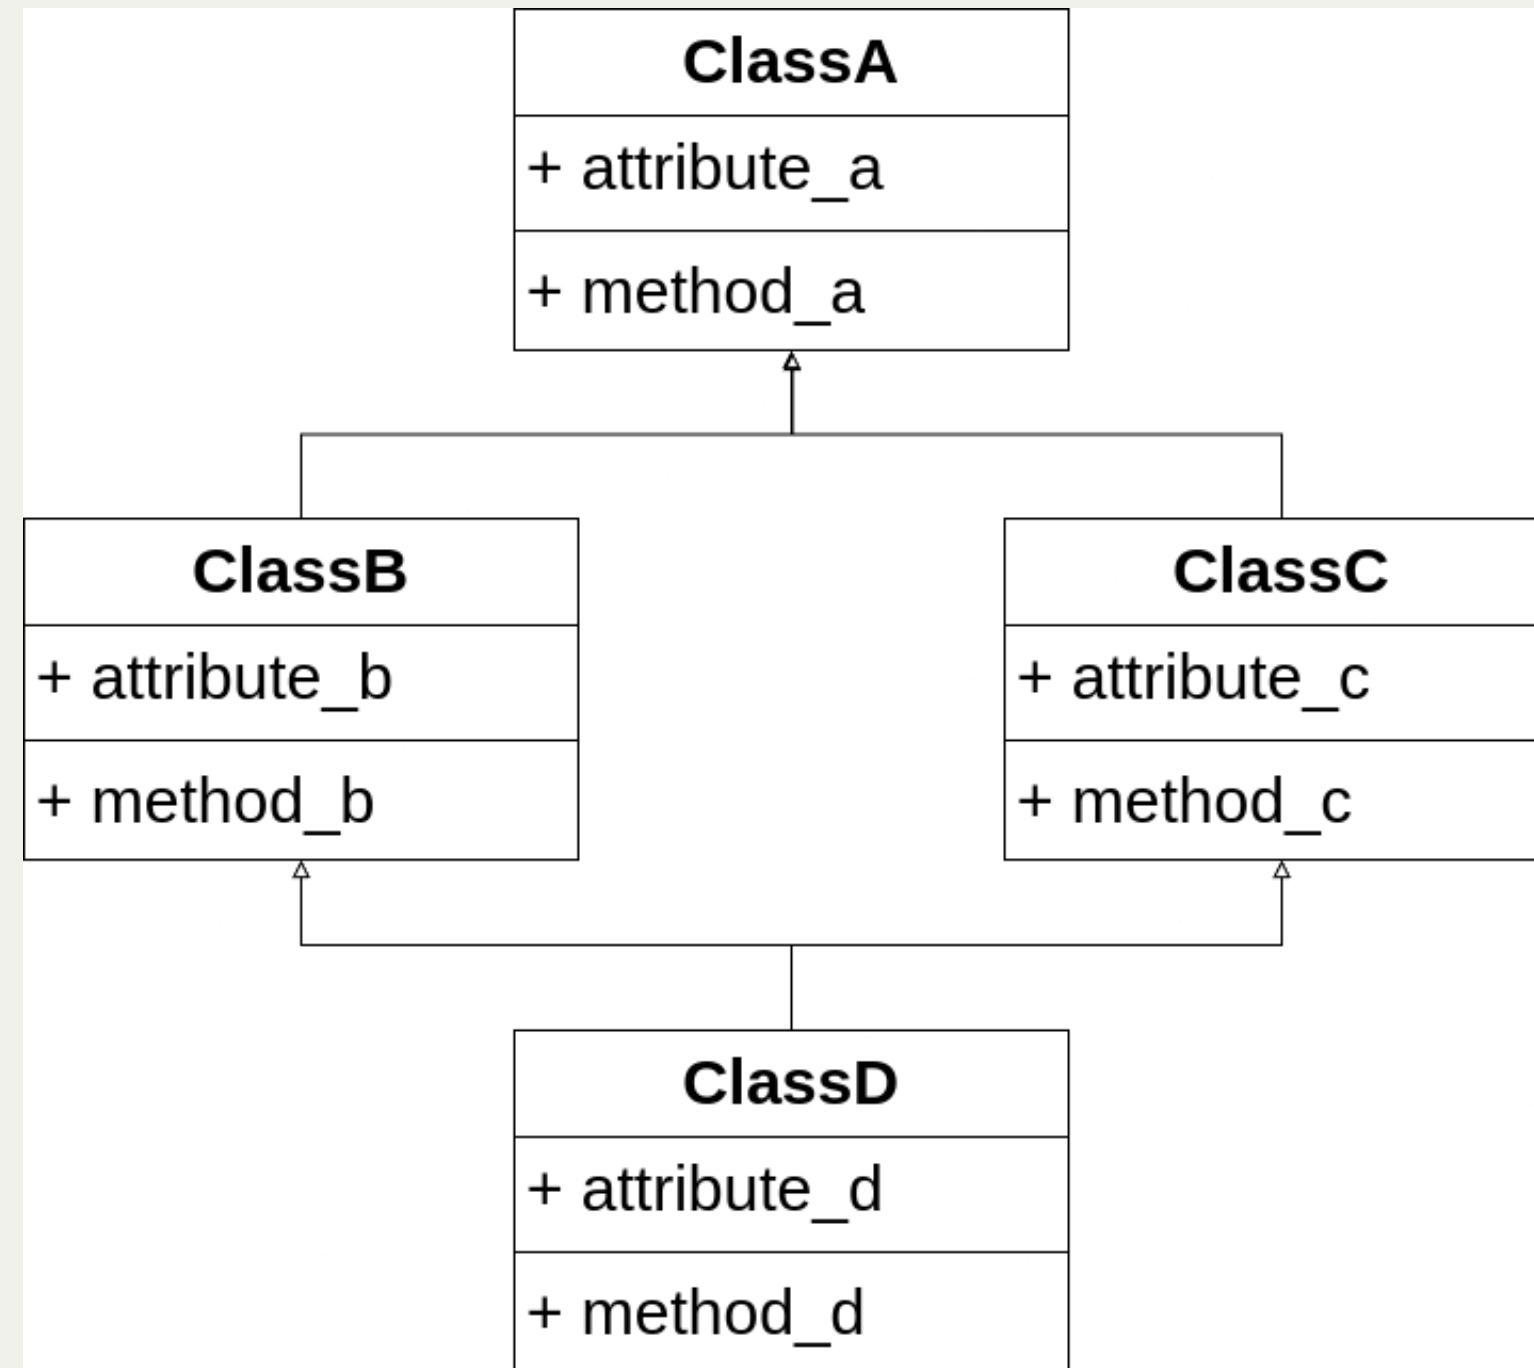 ClassA
+ attribute_a
+ method_a
ClassB
+ attribute_b
+ method_b
ClassC
+ attribute_c
+ method_c
ClassD
+ attribute_d
+ method_d